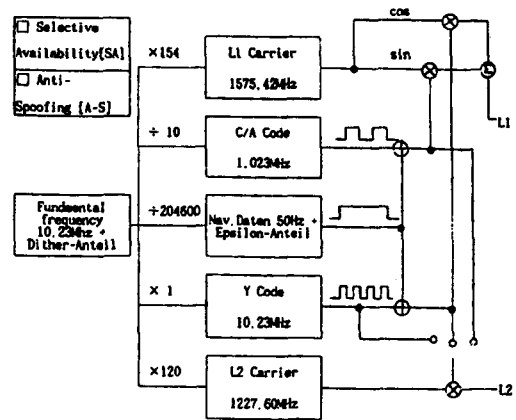 □ Selective
Availability[SA]
□ Anti-
Spoofing [A-S]
Fundmental
frequency
10.23Mhz +
Dither-Anteil
×154
L1 Carrier
1575.42MHz
÷ 10
C/A Code
1.023MHz
÷204600
Nav.Daten 50Hz +
Epsilon-Anteil
× 1
Y Code
10.23MHz
×120
L2 Carrier
1227.60MHz
cos
sin
L1
L2